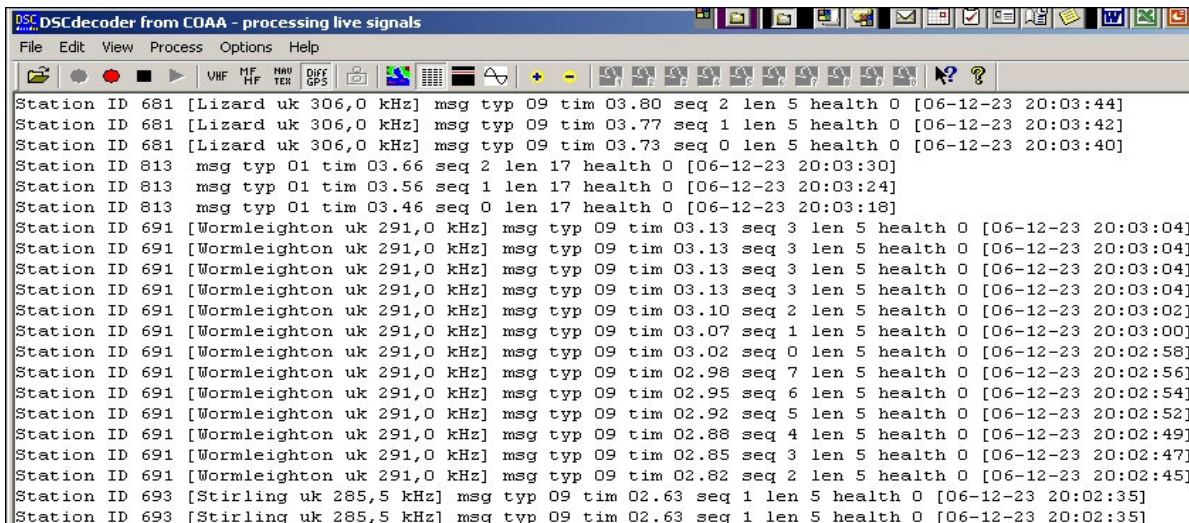 DSC DSCdecoder from COAA - processing live signals
File Edit View Process Options Help
VHF MF HF NAV TEX Diff GPS
Station ID 681 [Lizard uk 306,0 kHz] msg typ 09 tim 03.80 seq 2 len 5 health 0 [06-12-23 20:03:44]
Station ID 681 [Lizard uk 306,0 kHz] msg typ 09 tim 03.77 seq 1 len 5 health 0 [06-12-23 20:03:42]
Station ID 681 [Lizard uk 306,0 kHz] msg typ 09 tim 03.73 seq 0 len 5 health 0 [06-12-23 20:03:40]
Station ID 813 msg typ 01 tim 03.66 seq 2 len 17 health 0 [06-12-23 20:03:30]
Station ID 813 msg typ 01 tim 03.56 seq 1 len 17 health 0 [06-12-23 20:03:24]
Station ID 813 msg typ 01 tim 03.46 seq 0 len 17 health 0 [06-12-23 20:03:18]
Station ID 691 [Wormleighton uk 291,0 kHz] msg typ 09 tim 03.13 seq 3 len 5 health 0 [06-12-23 20:03:04]
Station ID 691 [Wormleighton uk 291,0 kHz] msg typ 09 tim 03.13 seq 3 len 5 health 0 [06-12-23 20:03:04]
Station ID 691 [Wormleighton uk 291,0 kHz] msg typ 09 tim 03.13 seq 3 len 5 health 0 [06-12-23 20:03:04]
Station ID 691 [Wormleighton uk 291,0 kHz] msg typ 09 tim 03.13 seq 3 len 5 health 0 [06-12-23 20:03:04]
Station ID 691 [Wormleighton uk 291,0 kHz] msg typ 09 tim 03.10 seq 2 len 5 health 0 [06-12-23 20:03:02]
Station ID 691 [Wormleighton uk 291,0 kHz] msg typ 09 tim 03.07 seq 1 len 5 health 0 [06-12-23 20:03:00]
Station ID 691 [Wormleighton uk 291,0 kHz] msg typ 09 tim 03.02 seq 0 len 5 health 0 [06-12-23 20:02:58]
Station ID 691 [Wormleighton uk 291,0 kHz] msg typ 09 tim 02.98 seq 7 len 5 health 0 [06-12-23 20:02:56]
Station ID 691 [Wormleighton uk 291,0 kHz] msg typ 09 tim 02.95 seq 6 len 5 health 0 [06-12-23 20:02:54]
Station ID 691 [Wormleighton uk 291,0 kHz] msg typ 09 tim 02.92 seq 5 len 5 health 0 [06-12-23 20:02:52]
Station ID 691 [Wormleighton uk 291,0 kHz] msg typ 09 tim 02.88 seq 4 len 5 health 0 [06-12-23 20:02:49]
Station ID 691 [Wormleighton uk 291,0 kHz] msg typ 09 tim 02.85 seq 3 len 5 health 0 [06-12-23 20:02:47]
Station ID 691 [Wormleighton uk 291,0 kHz] msg typ 09 tim 02.82 seq 2 len 5 health 0 [06-12-23 20:02:45]
Station ID 693 [Stirling uk 285,5 kHz] msg typ 09 tim 02.63 seq 1 len 5 health 0 [06-12-23 20:02:35]
Station ID 693 [Stirling uk 285,5 kHz] msg typ 09 tim 02.63 seq 1 len 5 health 0 [06-12-23 20:02:35]